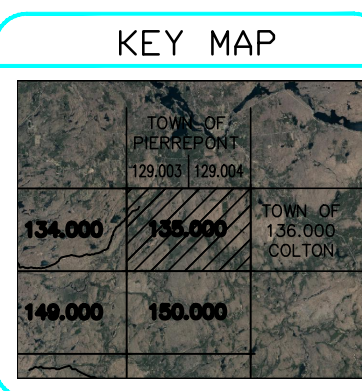 KEY MAP
TOWN OF
PIERREPONT
129.003 129.004
134.000 135.000 TOWN OF
136.000
COLTON
149.000 150.000